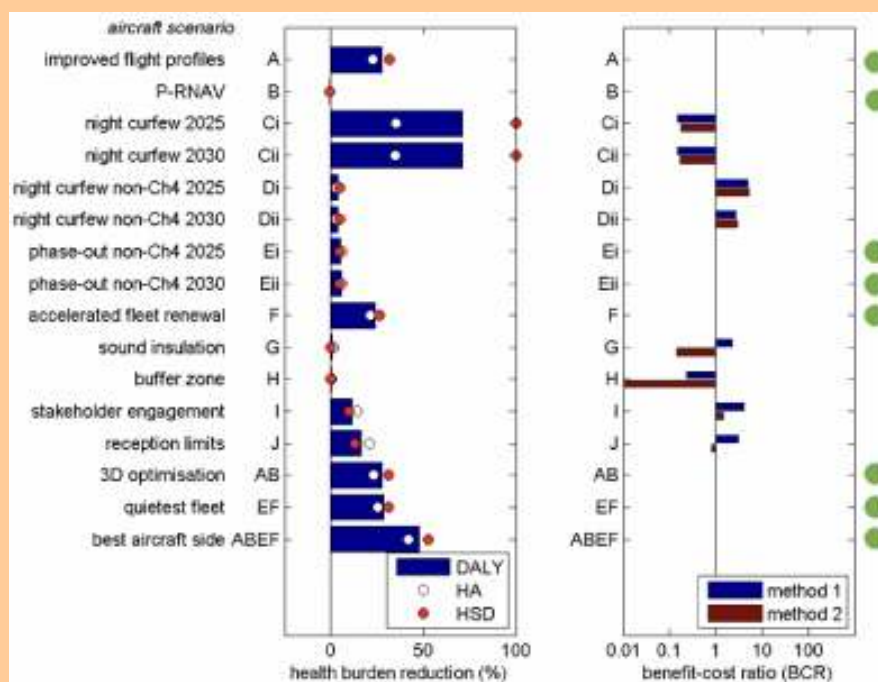 aircraft scenario
improved flight profiles A A
P-RNAV B B
night curfew 2025 Ci Ci
night curfew 2030 Cii Cii
night curfew non-Ch4 2025 Di Di
night curfew non-Ch4 2030 Dii Dii
phase-out non-Ch4 2025 Ei Ei
phase-out non-Ch4 2030 Eii Eii
accelerated fleet renewal F F
sound insulation G G
buffer zone H H
stakeholder engagement I I
reception limits J J
3D optimisation AB AB
quietest fleet EF EF
best aircraft side ABEF ABEF
DALY
HA
HSD
method 1
method 2
0 50 100 0.01 0.1 1 10 100
health burden reduction (%) benefit-cost ratio (BCR)